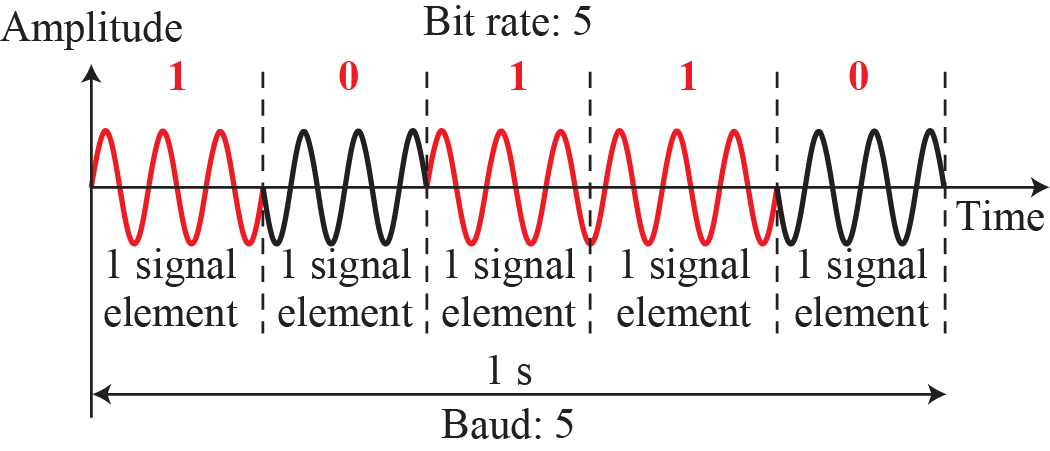 Bit rate: 5
Amplitude
1 0 1 1 0
Time
1 signal element
1 signal element
1 signal element
1 signal element
1 signal element
1 s
Baud: 5